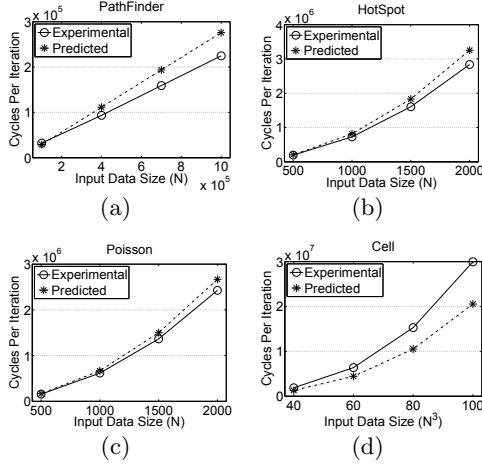 PathFinder
x 10^5
3
2
1
0
Cycles Per Iteration
Experimental
Predicted
2 4 6 8 10
Input Data Size (N)
x 10^5
(a)
HotSpot
x 10^6
4
3
2
1
0
Cycles Per Iteration
Experimental
Predicted
500 1000 1500 2000
Input Data Size (N)
(b)
Poisson
x 10^6
3
2
1
0
Cycles Per Iteration
Experimental
Predicted
500 1000 1500 2000
Input Data Size (N)
(c)
Cell
x 10^7
3
2
1
0
Cycles Per Iteration
Experimental
Predicted
40 60 80 100
Input Data Size (N^3)
(d)